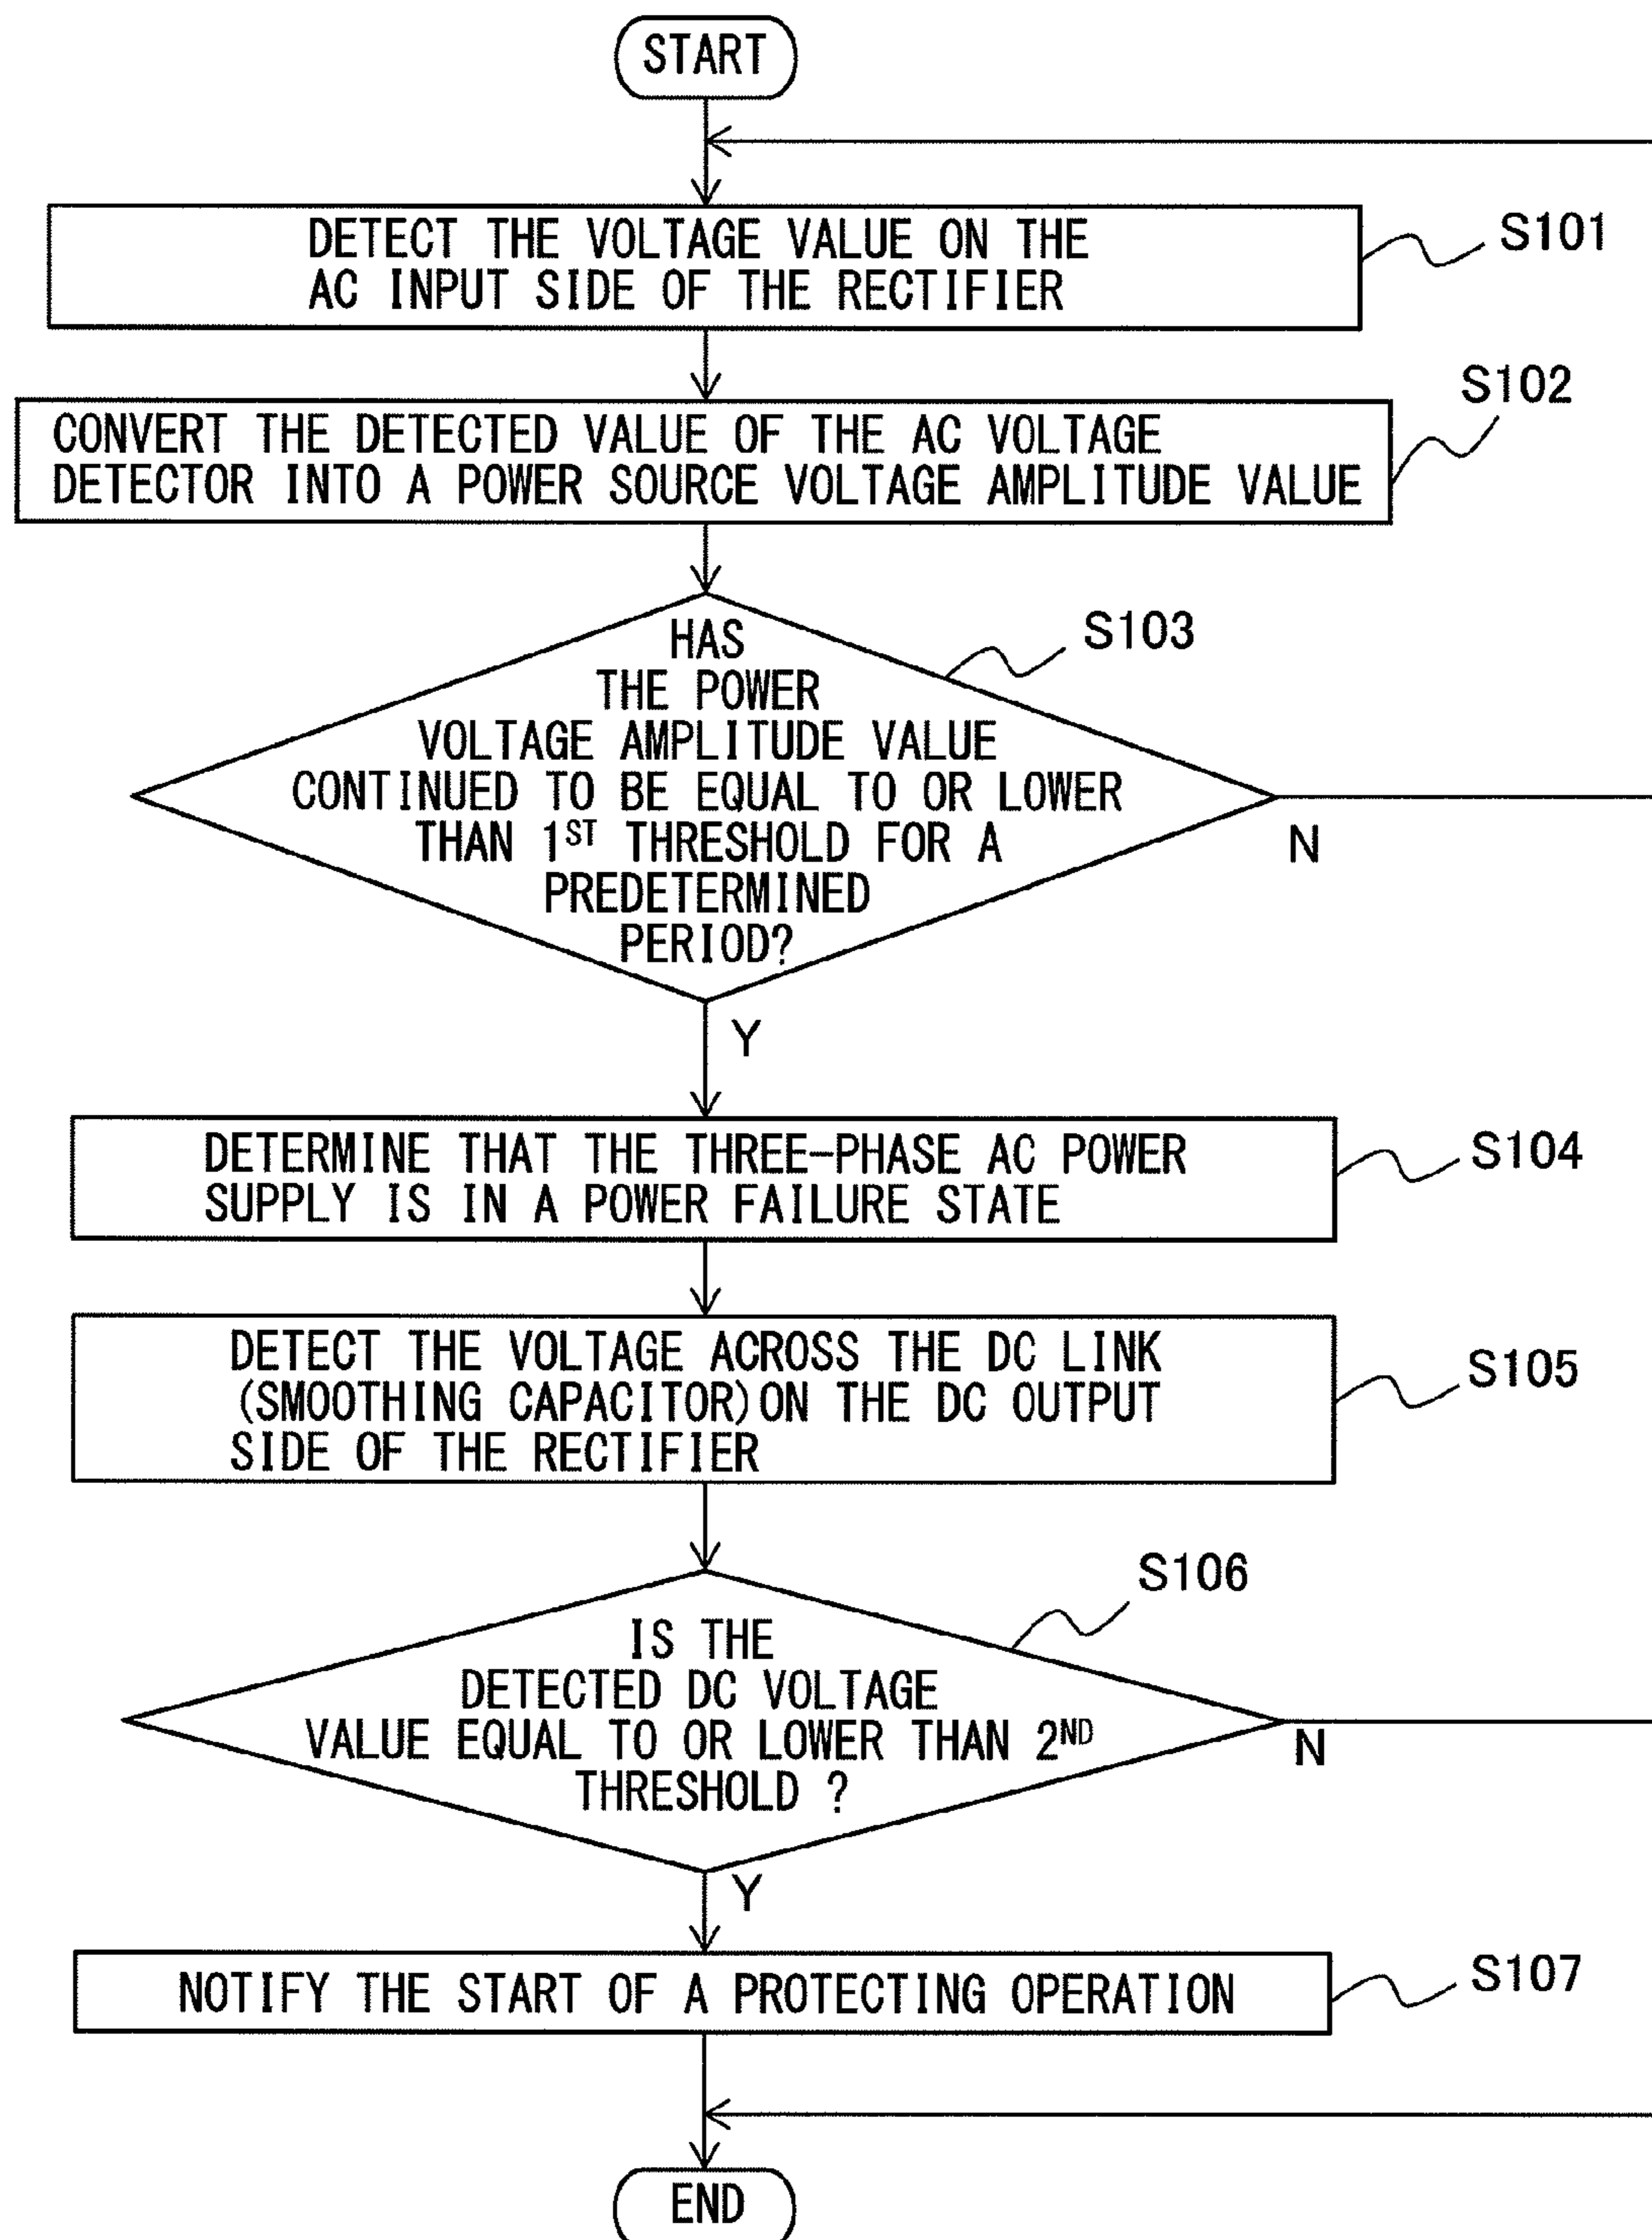 START
DETECT THE VOLTAGE VALUE ON THE
AC INPUT SIDE OF THE RECTIFIER
S101
CONVERT THE DETECTED VALUE OF THE AC VOLTAGE
DETECTOR INTO A POWER SOURCE VOLTAGE AMPLITUDE VALUE
S102
HAS
THE POWER
VOLTAGE AMPLITUDE VALUE
CONTINUED TO BE EQUAL TO OR LOWER
THAN 1ST THRESHOLD FOR A
PREDETERMINED
PERIOD?
S103
N
Y
DETERMINE THAT THE THREE-PHASE AC POWER
SUPPLY IS IN A POWER FAILURE STATE
S104
DETECT THE VOLTAGE ACROSS THE DC LINK
(SMOOTHING CAPACITOR)ON THE DC OUTPUT
SIDE OF THE RECTIFIER
S105
IS THE
DETECTED DC VOLTAGE
VALUE EQUAL TO OR LOWER THAN 2ND
THRESHOLD ?
S106
N
Y
NOTIFY THE START OF A PROTECTING OPERATION
S107
END